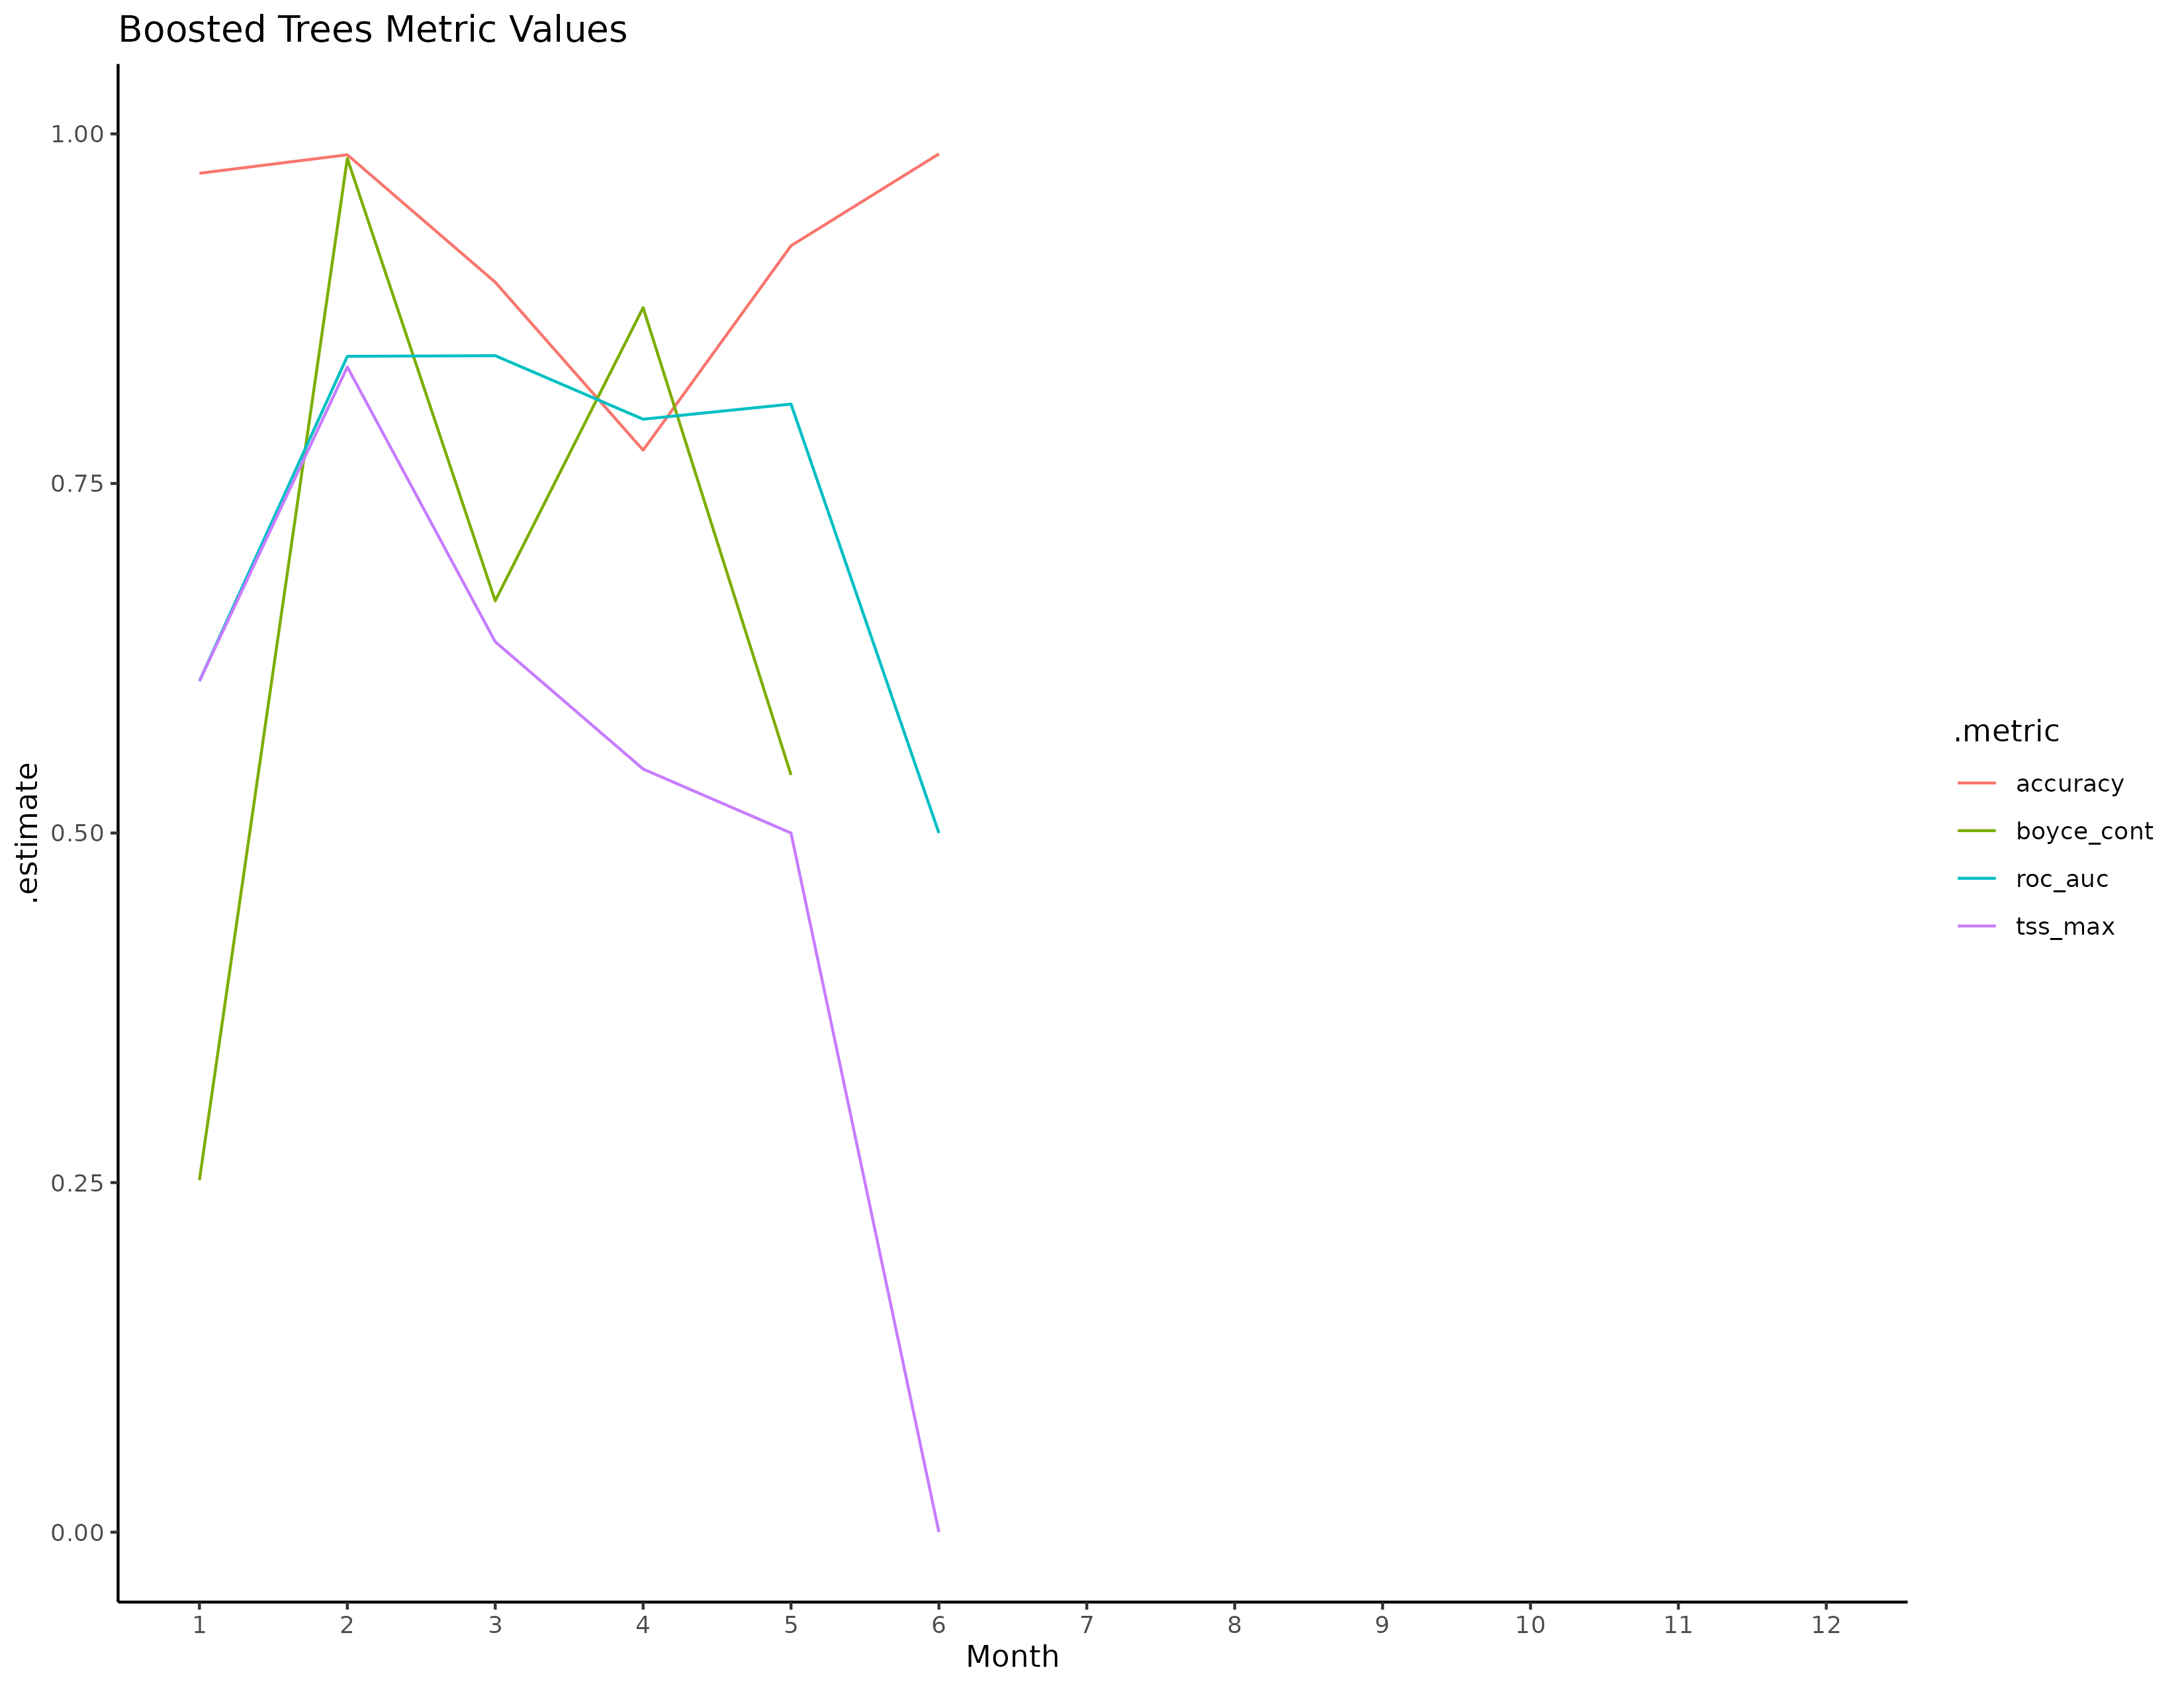 Boosted Trees Metric Values
1.00
0.75
0.50
0.25
0.00
.estimate
1 2 3 4 5 6 7 8 9 10 11 12
Month
.metric
accuracy
boyce_cont
roc_auc
tss_max